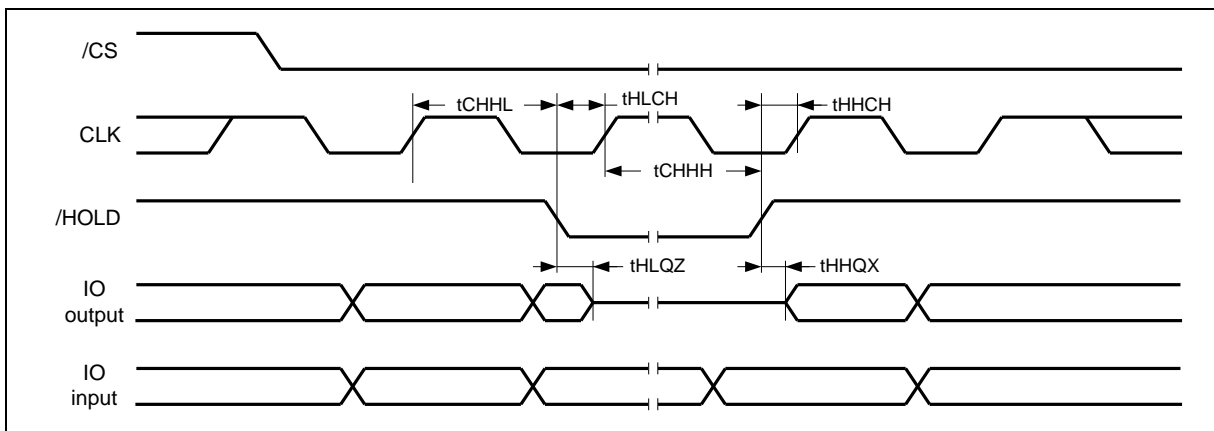 /CS
tCHHL
tHLCH
tHHCH
CLK
tCHHH
/HOLD
tHLQZ
tHHQX
IO
output
IO
input